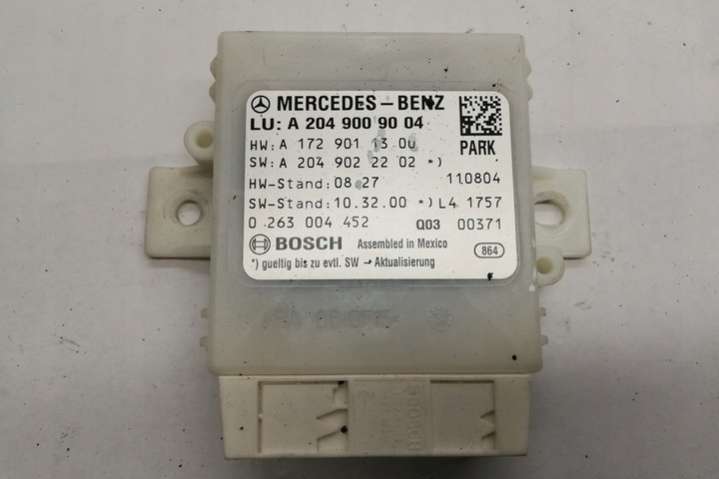 MERCEDES-BENZ
LU: A 204 900 90 04
HW: A 172 901 13 00
PARK
SW: A 204 902 22 02 *)
HW-Stand: 08.27 110804
SW-Stand: 10.32.00 *) L4 1757
0 263 004 452 Q03 00371
BOSCH Assembled in Mexico 864
*) gueltig bis zu evtl. SW → Aktualisierung
BOSCH